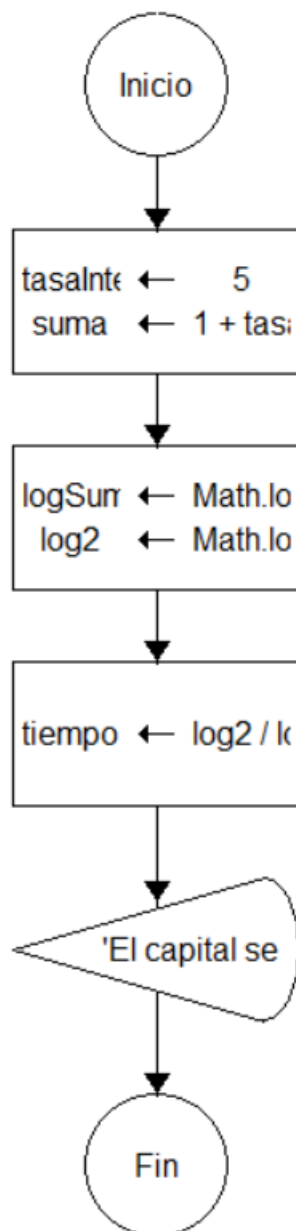 Inicio
tasaInte ← 5
suma ← 1 + tasa
logSum ← Math.lo
log2 ← Math.lo
tiempo ← log2 / lo
'El capital se
Fin